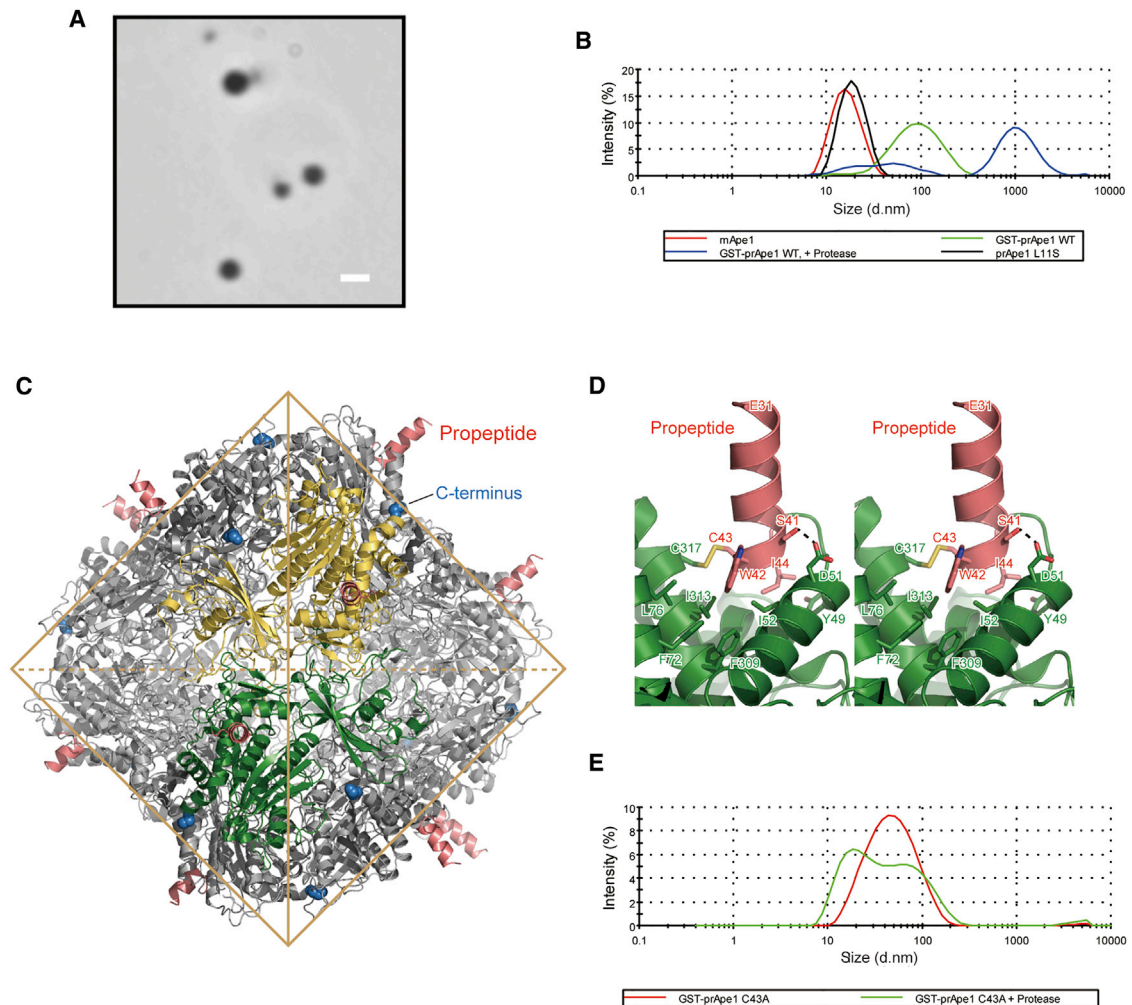 A
B
20
15
10
5
0
0.1 1 10 100 1000 10000
Intensity (%)
Size (d.nm)
mApe1 GST-prApe1 WT
GST-prApe1 WT, + Protease prApe1 L11S
C
Propeptide
C-terminus
D
E31 E31
Propeptide Propeptide
S41 S41
C317 C43 C317 C43
W42 I44 D51 W42 I44 D51
L76 I313 I52 Y49 L76 I313 I52 Y49
F72 F309 F72 F309
E
10
8
6
4
2
0
0.1 1 10 100 1000 10000
Intensity (%)
Size (d.nm)
GST-prApe1 C43A GST-prApe1 C43A + Protease